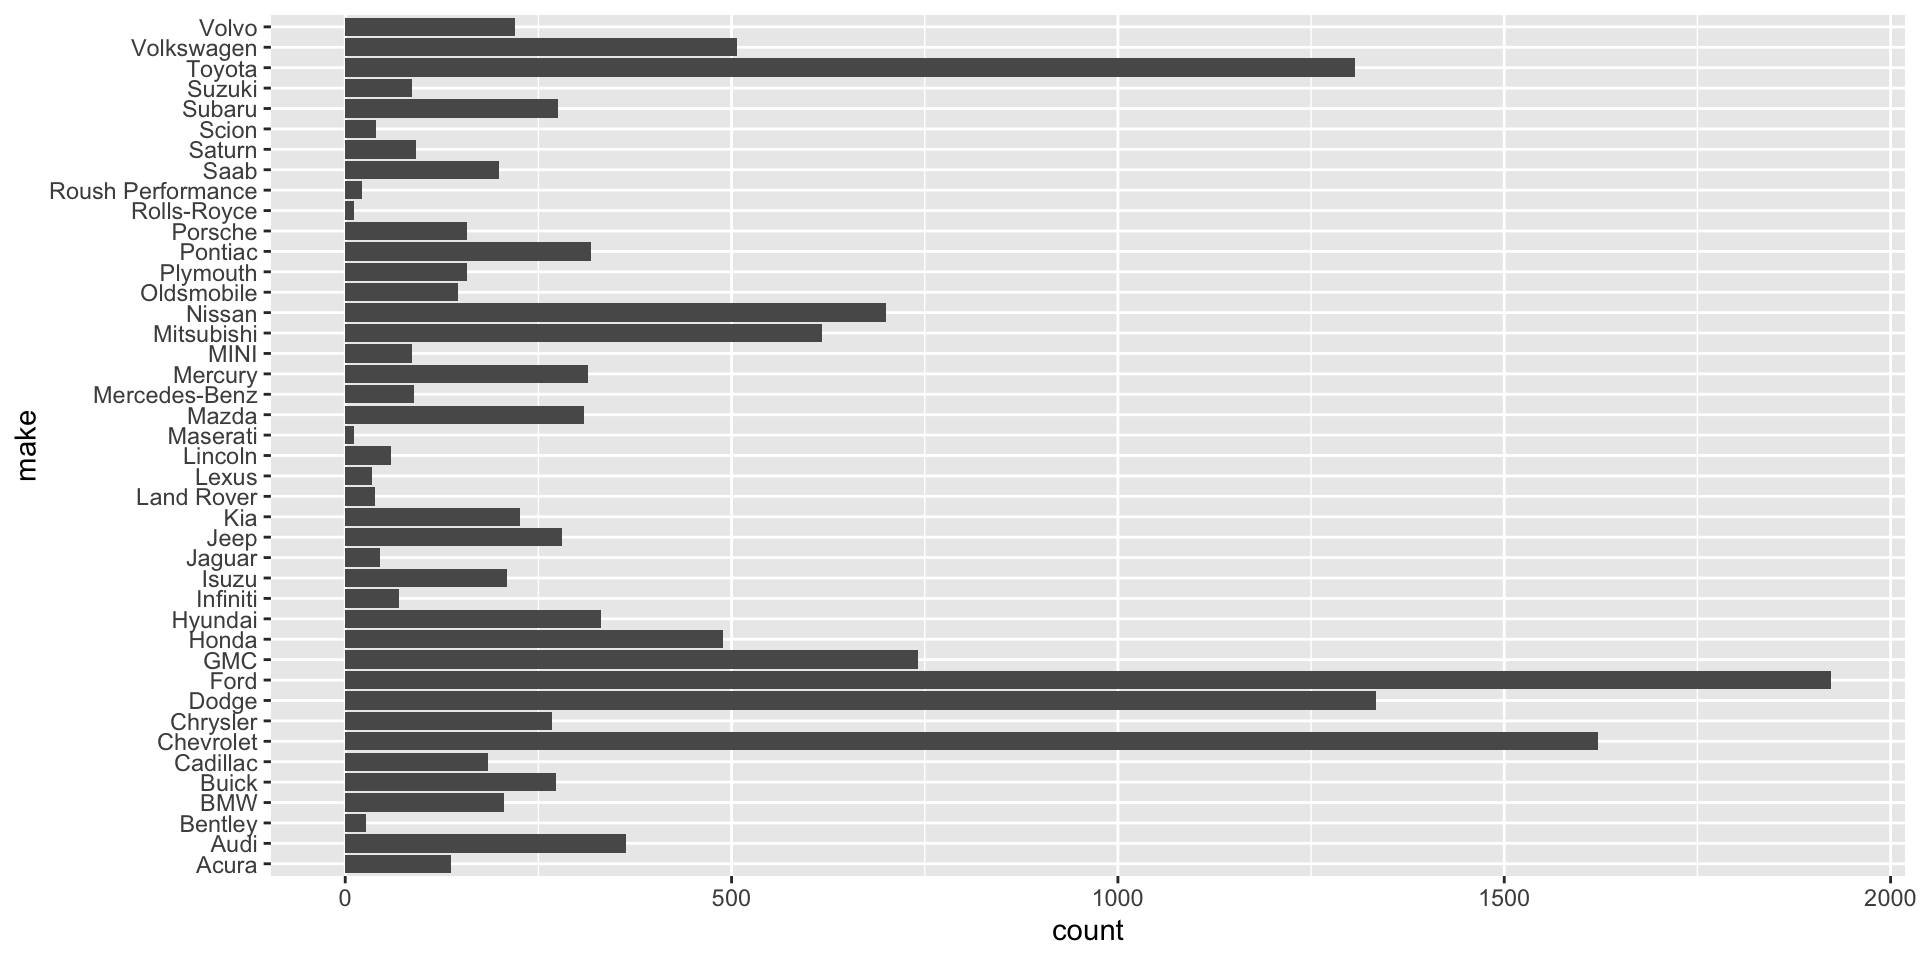 Volvo
Volkswagen
Toyota
Suzuki
Subaru
Scion
Saturn
Saab
Roush Performance
Rolls-Royce
Porsche
Pontiac
Plymouth
Oldsmobile
Nissan
Mitsubishi
MINI
Mercury
Mercedes-Benz
Mazda
Maserati
Lincoln
Lexus
Land Rover
Kia
Jeep
Jaguar
Isuzu
Infiniti
Hyundai
Honda
GMC
Ford
Dodge
Chrysler
Chevrolet
Cadillac
Buick
BMW
Bentley
Audi
Acura
make
0 500 1000 1500 2000
count